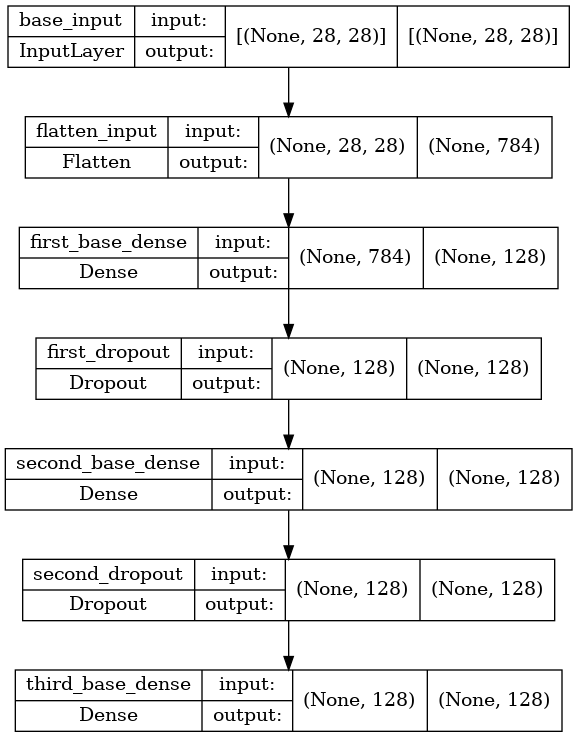 base_input input: [(None, 28, 28)] [(None, 28, 28)]
InputLayer output:
flatten_input input: (None, 28, 28) (None, 784)
Flatten output:
first_base_dense input: (None, 784) (None, 128)
Dense output:
first_dropout input: (None, 128) (None, 128)
Dropout output:
second_base_dense input: (None, 128) (None, 128)
Dense output:
second_dropout input: (None, 128) (None, 128)
Dropout output:
third_base_dense input: (None, 128) (None, 128)
Dense output: